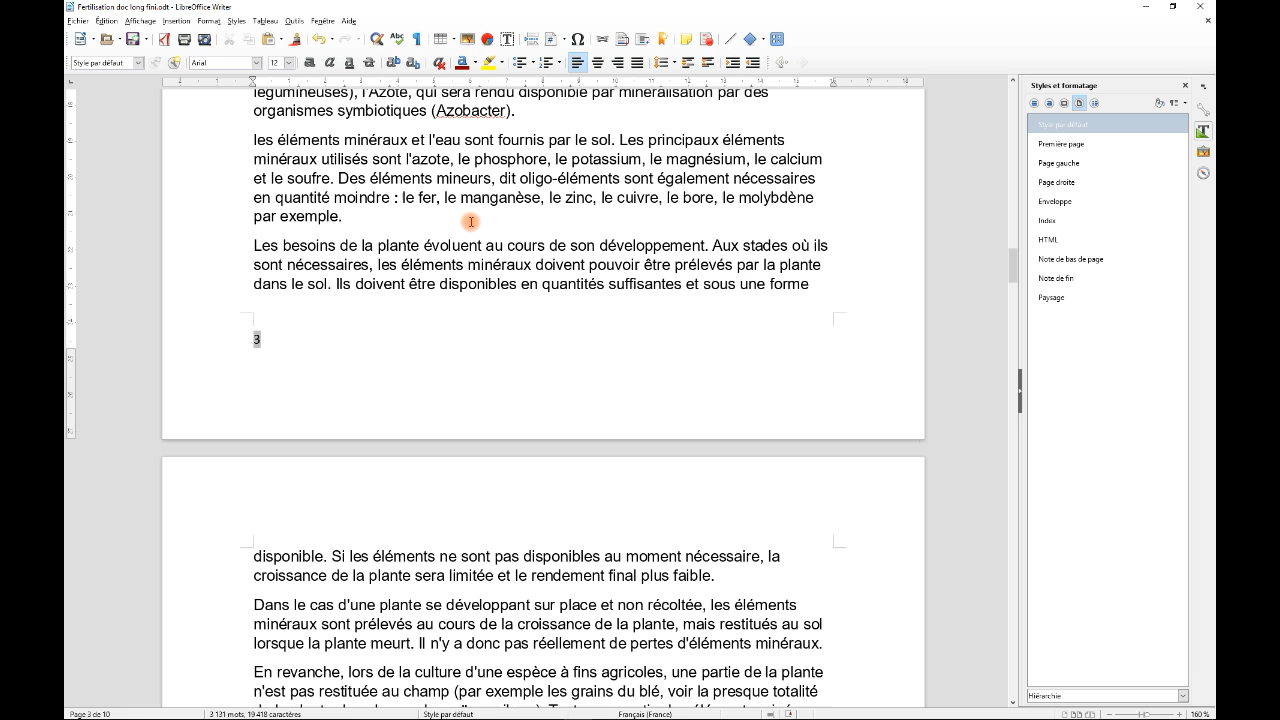 Fertilisation doc long fini.odt - LibreOffice Writer
Fichier Édition Affichage Insertion Format Styles Tableau Outils Fenêtre Aide
Style par défaut Arial 12
légumineuses), l'Azote, qui sera rendu disponible par minéralisation par des
organismes symbiotiques (Azobacter).
les éléments minéraux et l'eau sont fournis par le sol. Les principaux éléments
minéraux utilisés sont l'azote, le phosphore, le potassium, le magnésium, le calcium
et le soufre. Des éléments mineurs, dit oligo-éléments sont également nécessaires
en quantité moindre : le fer, le manganèse, le zinc, le cuivre, le bore, le molybdène
par exemple.
Les besoins de la plante évoluent au cours de son développement. Aux stades où ils
sont nécessaires, les éléments minéraux doivent pouvoir être prélevés par la plante
dans le sol. Ils doivent être disponibles en quantités suffisantes et sous une forme
3
disponible. Si les éléments ne sont pas disponibles au moment nécessaire, la
croissance de la plante sera limitée et le rendement final plus faible.
Dans le cas d'une plante se développant sur place et non récoltée, les éléments
minéraux sont prélevés au cours de la croissance de la plante, mais restitués au sol
lorsque la plante meurt. Il n'y a donc pas réellement de pertes d'éléments minéraux.
En revanche, lors de la culture d'une espèce à fins agricoles, une partie de la plante
n'est pas restituée au champ (par exemple les grains du blé, voir la presque totalité
Styles et formatage
Style par défaut
Première page
Page gauche
Page droite
Enveloppe
Index
HTML
Note de bas de page
Note de fin
Paysage
Hiérarchie
Page 3 de 10 3 131 mots, 19 418 caractères Style par défaut Français (France) 160 %